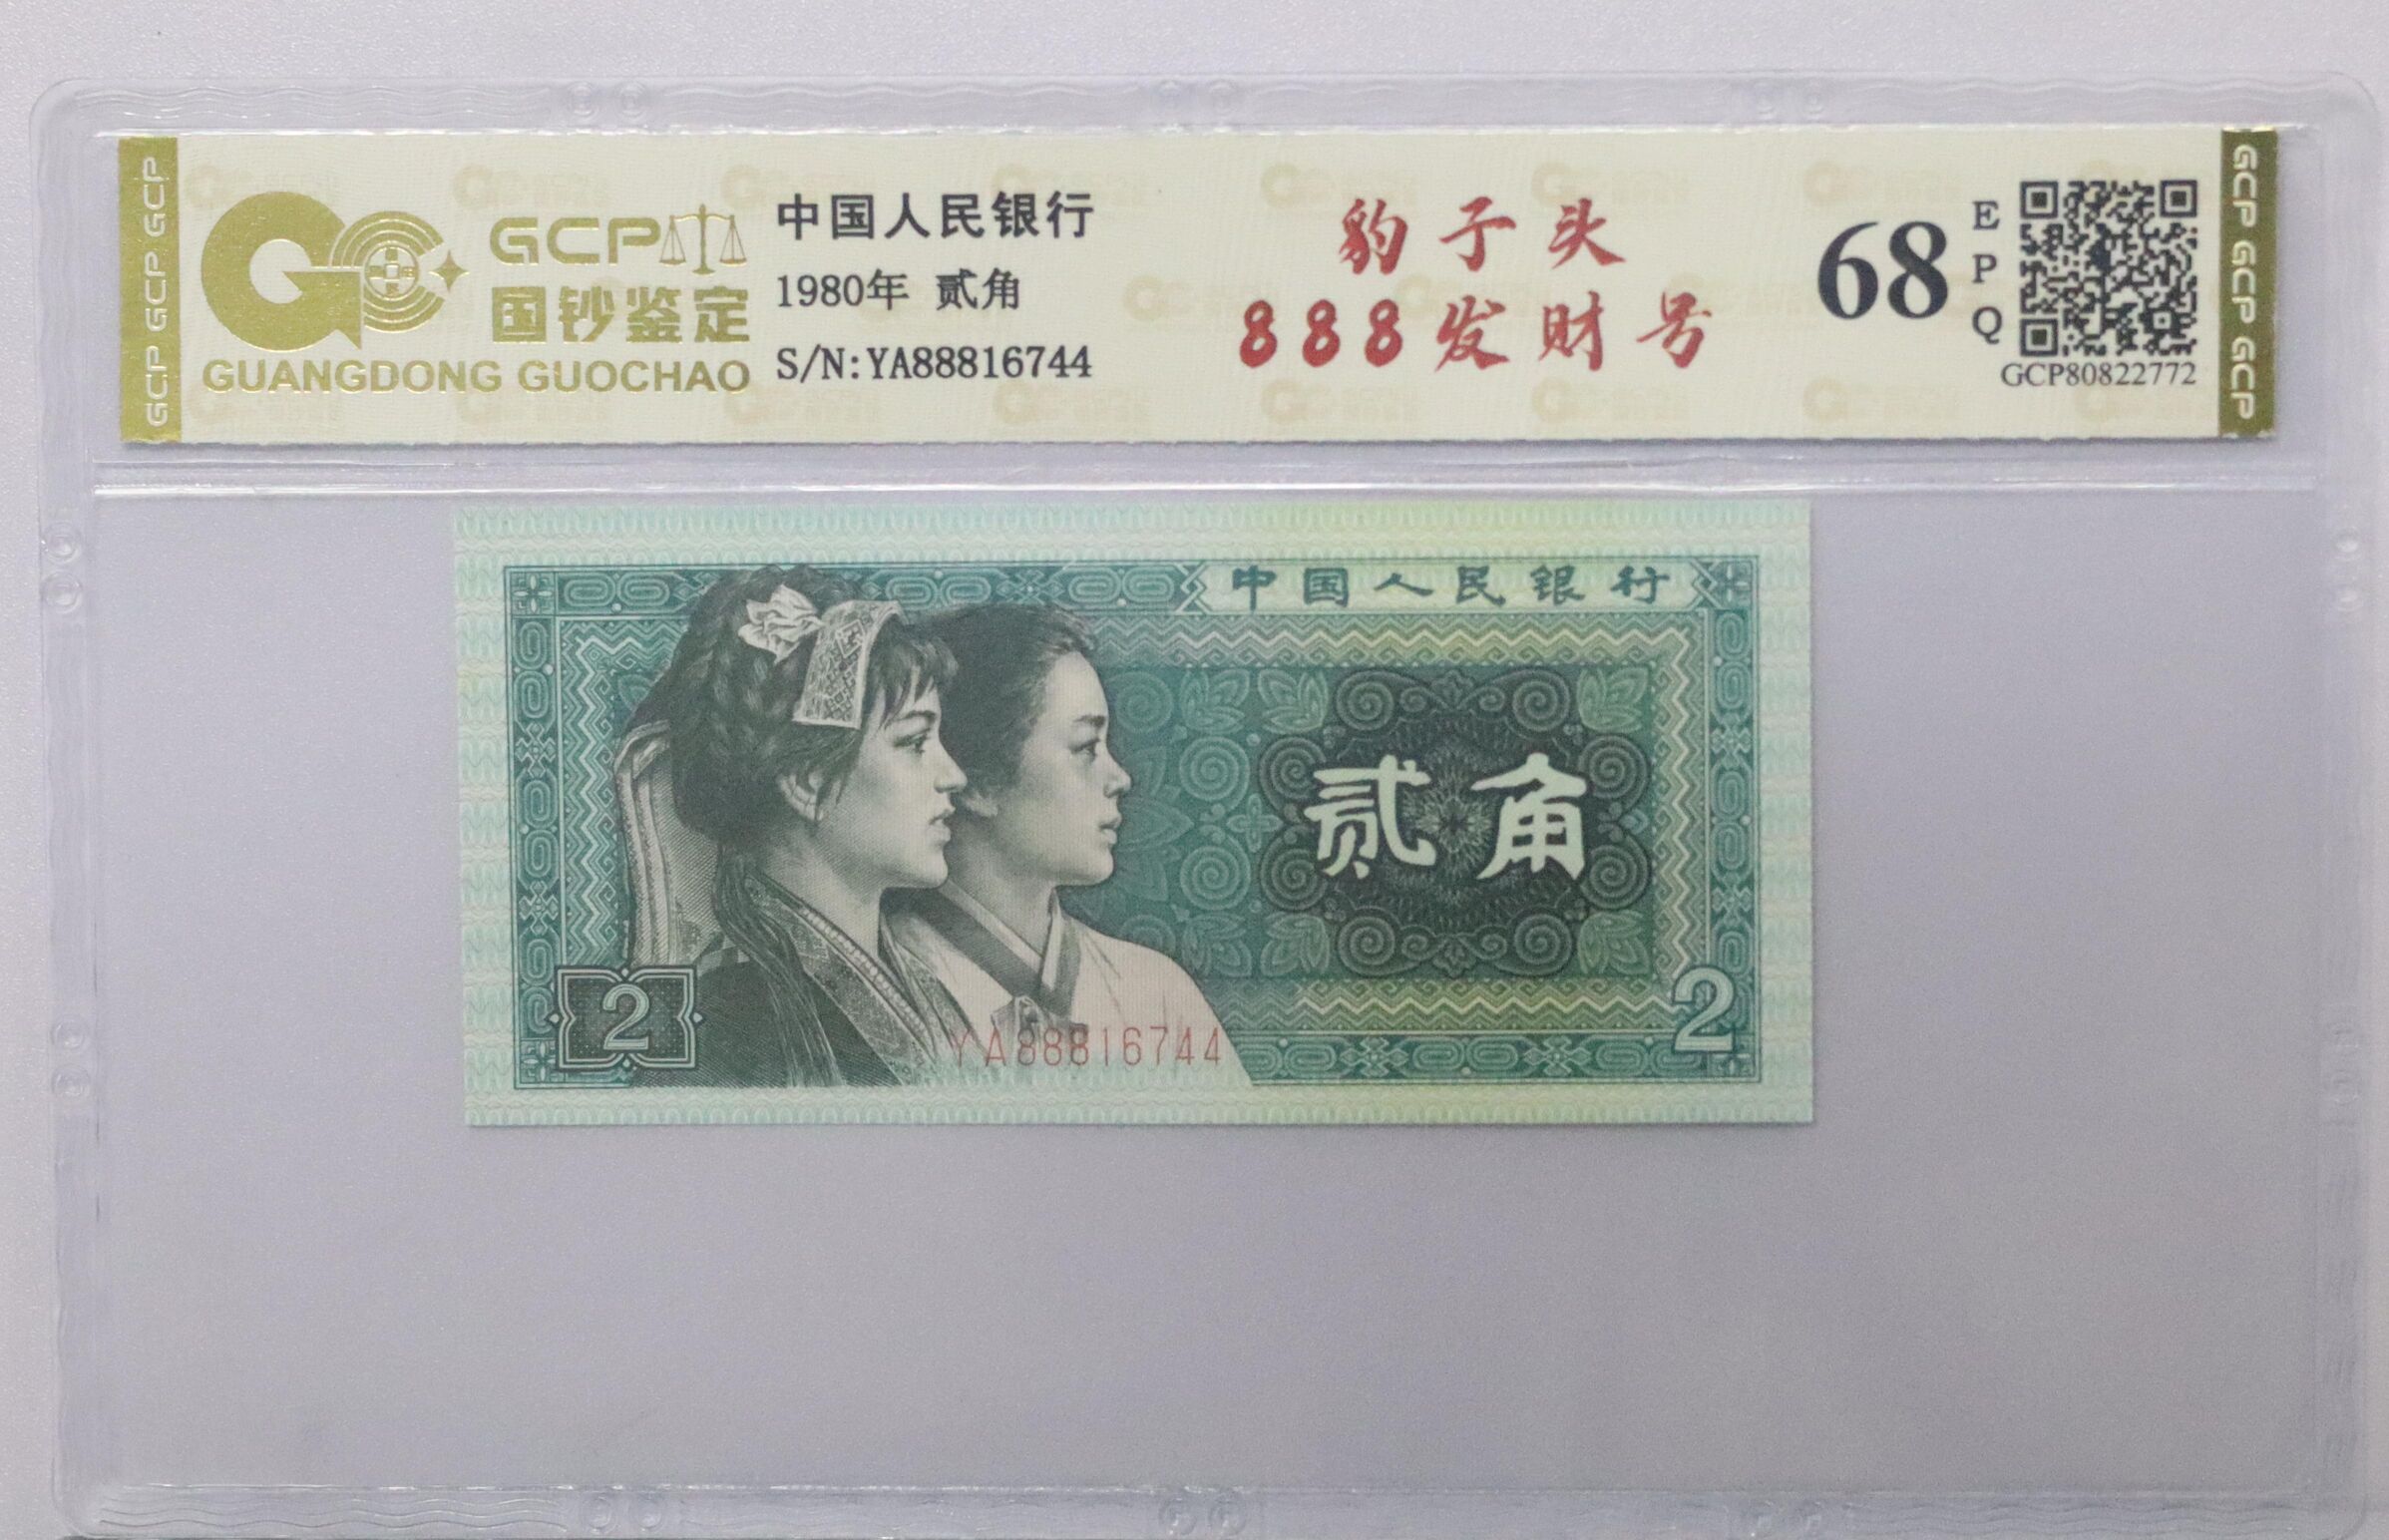 GCP GCP GCP
GCP
国钞鉴定
GUANGDONG GUOCHAO
中国人民银行
1980年 贰角
S/N:YA88816744
豹子头
888发财号
68
EPQ
GCP80822772
GCP GCP GCP
中国人民银行
贰角
2
YA88816744
2